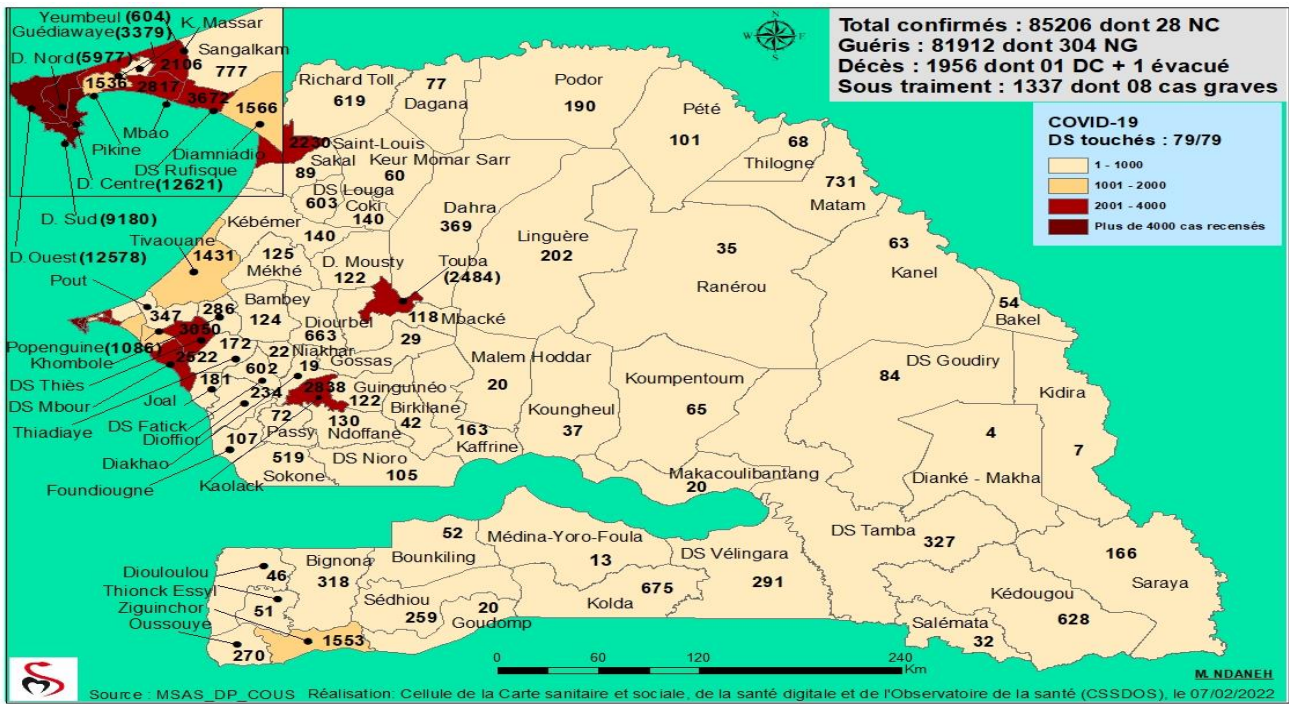 Total confirmés : 85206 dont 28 NC
Guéris : 81912 dont 304 NG
Décès : 1956 dont 01 DC + 1 évacué
Sous traiment : 1337 dont 08 cas graves
COVID-19
DS touchés : 79/79
1 - 1000
1001 - 2000
2001 - 4000
Plus de 4000 cas recensés
N
W E
S
Yeumbeul (604)
K. Massar
Guédiawaye(3379)
Sangalkam
777
D. Nord(5977)
2106
1536
2817
3672
1566
Mbao
Pikine
Diamniadio
DS Rufisque
D. Centre(12621)
D. Sud(9180)
D.Ouest(12578)
Richard Toll
619
77
Dagana
Podor
190
Pété
101
68
Thilogne
731
Matam
2230
Saint-Louis
Sakal
89
Keur Momar Sarr
60
DS Louga
603
Coki
140
Dahra
369
Linguère
202
35
Ranérou
63
Kanel
54
Bakel
Kébémer
140
Tivaouane
1431
125
Mékhé
D. Mousty
122
Touba
(2484)
Pout
347
286
Bambey
124
Diourbel
663
118
Mbacké
29
3050
Popenguine(1086)
Khombole
2522
172
22
Niakhar
Gossas
DS Thiès
602
19
DS Mbour
181
Joal
234
2838
Guinguinéo
122
Thiadiaye
DS Fatick
Dioffior
72
Passy
130
Ndoffane
Birkilane
42
Malem Hoddar
20
Koungheul
37
Koumpentoum
65
DS Goudiry
84
Kidira
7
4
Dianké - Makha
Diakhao
107
163
Kaffrine
Foundiougne
519
Sokone
Kaolack
DS Nioro
105
Makacoulibantang
20
DS Tamba
327
166
Saraya
Kédougou
628
Salémata
32
52
Bounkiling
Médina-Yoro-Foula
13
DS Vélingara
291
675
Kolda
Diouloulou
46
Bignona
318
Thionck Essyl
51
Sédhiou
259
20
Goudomp
Ziguinchor
1553
Oussouye
270
0 60 120 240
Km
M. NDANEH
Source : MSAS_DP_COUS Réalisation: Cellule de la Carte sanitaire et sociale, de la santé digitale et de l'Observatoire de la santé (CSSDOS), le 07/02/2022